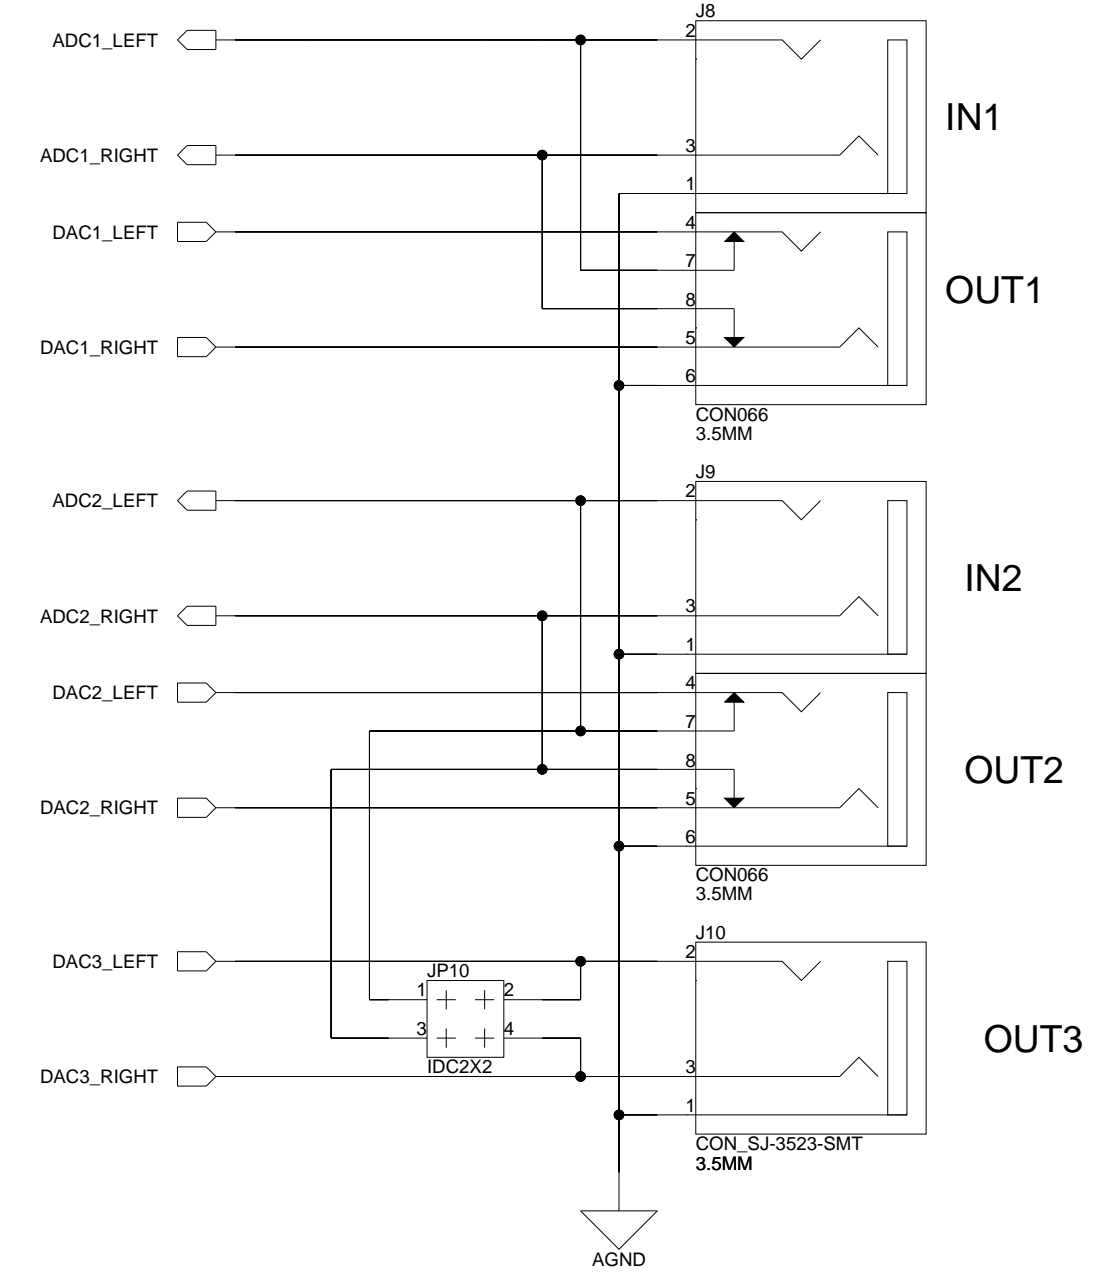 J8
ADC1_LEFT
2
IN1
ADC1_RIGHT
3
1
DAC1_LEFT
4
7
OUT1
8
DAC1_RIGHT
5
6
CON066
3.5MM
J9
ADC2_LEFT
2
IN2
ADC2_RIGHT
3
1
DAC2_LEFT
4
7
OUT2
8
DAC2_RIGHT
5
6
CON066
3.5MM
J10
DAC3_LEFT
2
JP10
1
2
3
4
IDC2X2
OUT3
DAC3_RIGHT
3
1
CON_SJ-3523-SMT
3.5MM
AGND